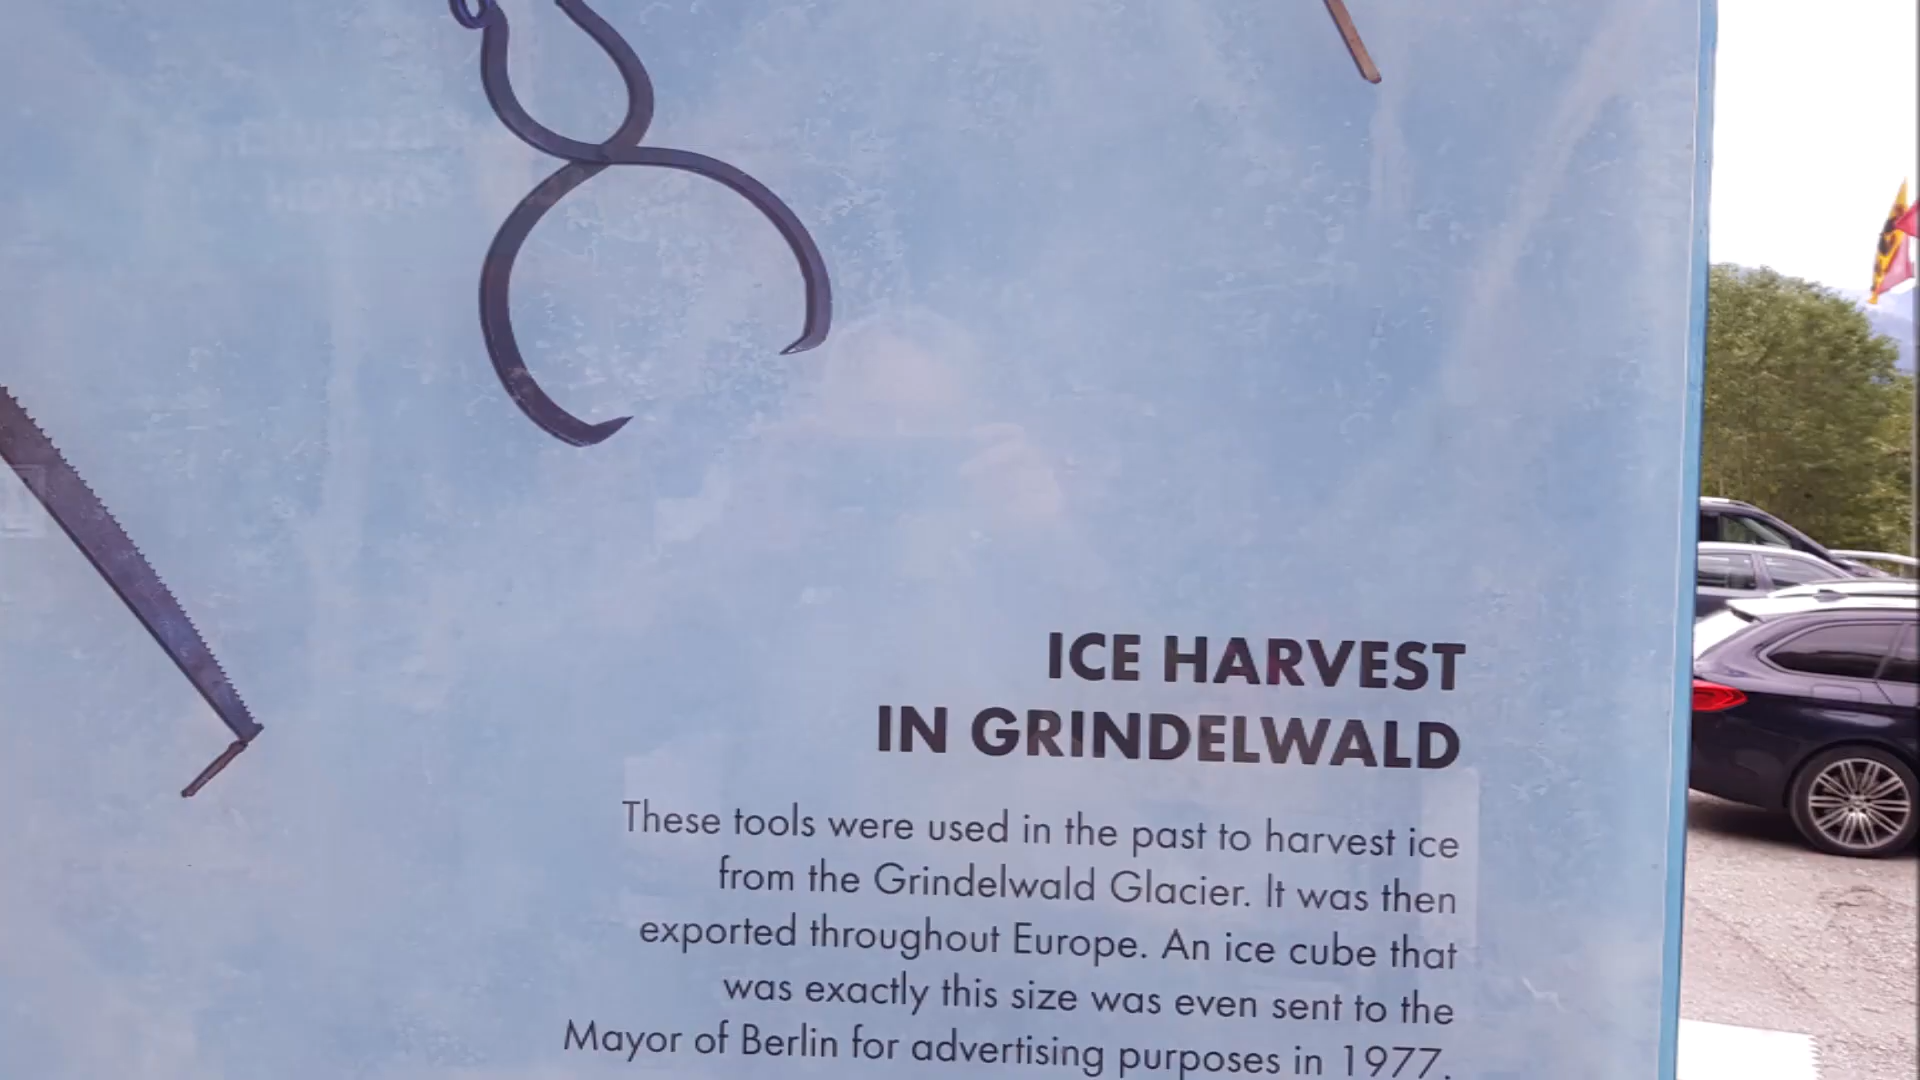 ICE HARVEST
IN GRINDELWALD
These tools were used in the past to harvest ice
from the Grindelwald Glacier. It was then
exported throughout Europe. An ice cube that
was exactly this size was even sent to the
Mayor of Berlin for advertising purposes in 1977.